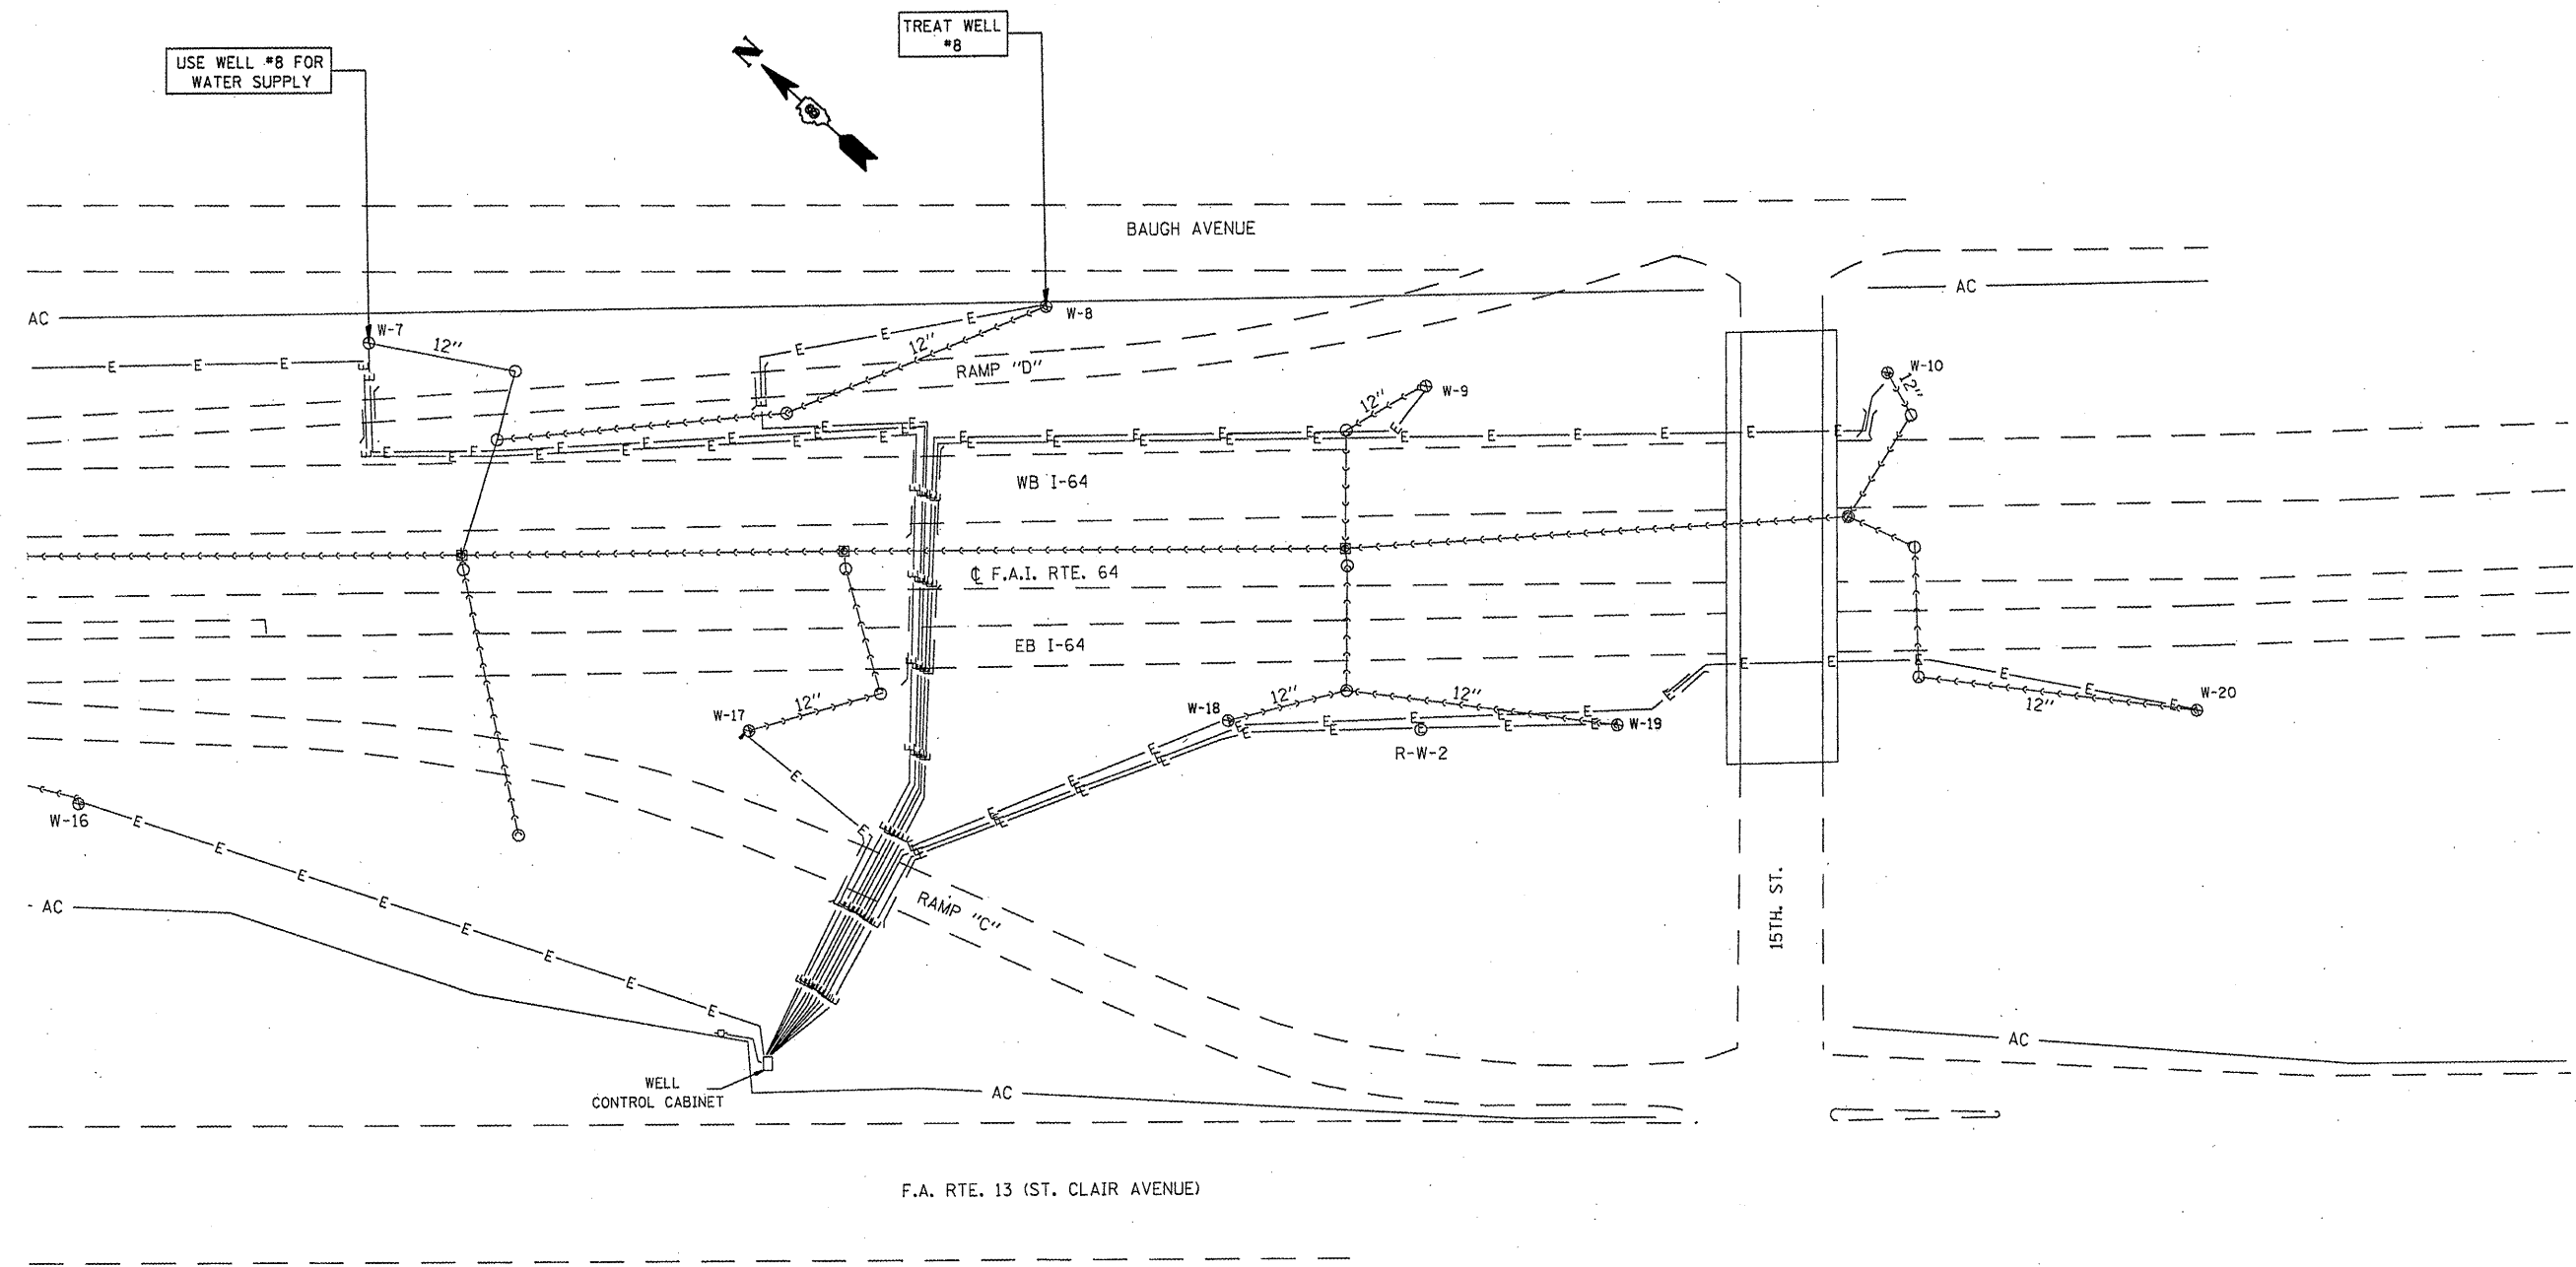 TREAT WELL
#8
USE WELL #8 FOR
WATER SUPPLY
N
BAUGH AVENUE
AC
AC
W-7
W-8
12"
12"
RAMP "D"
W-10
12"
W-9
12"
WB I-64
℄ F.A.I. RTE. 64
EB I-64
W-17
12"
W-18
12"
12"
W-19
W-20
12"
R-W-2
W-16
AC
RAMP "C"
15TH. ST.
AC
WELL
CONTROL CABINET
AC
F.A. RTE. 13 (ST. CLAIR AVENUE)